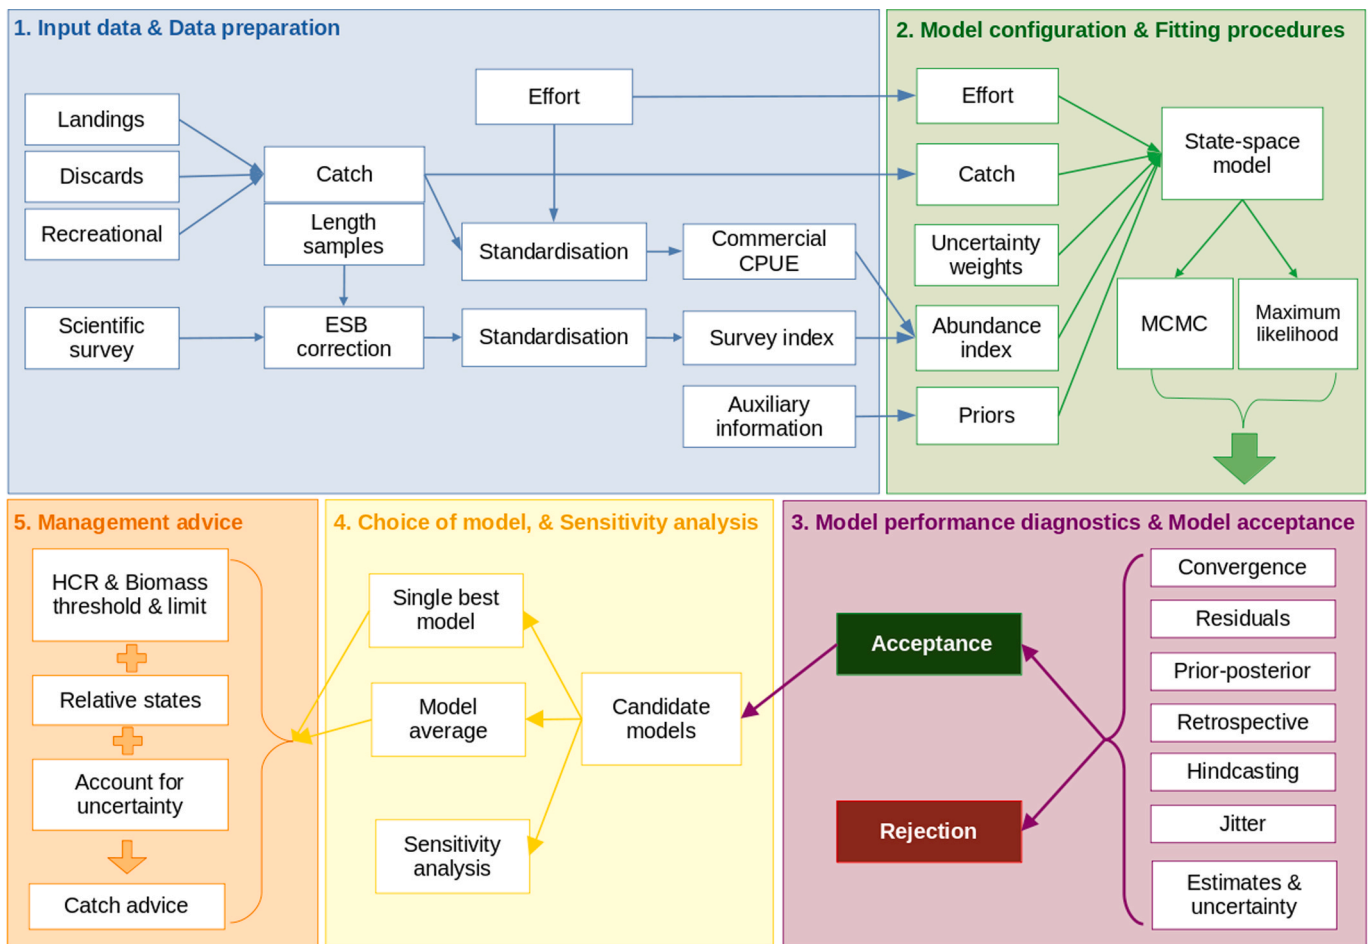 1. Input data & Data preparation
Landings
Discards
Recreational
Scientific
survey
Catch
Length
samples
ESB
correction
Effort
Standardisation
Standardisation
Commercial
CPUE
Survey index
Auxiliary
information
2. Model configuration & Fitting procedures
Effort
Catch
Uncertainty
weights
Abundance
index
Priors
State-space
model
MCMC
Maximum
likelihood
3. Model performance diagnostics & Model acceptance
Convergence
Residuals
Prior-posterior
Retrospective
Hindcasting
Jitter
Estimates &
uncertainty
Acceptance
Rejection
4. Choice of model, & Sensitivity analysis
Candidate
models
Single best
model
Model
average
Sensitivity
analysis
5. Management advice
HCR & Biomass
threshold & limit
Relative states
Account for
uncertainty
Catch advice